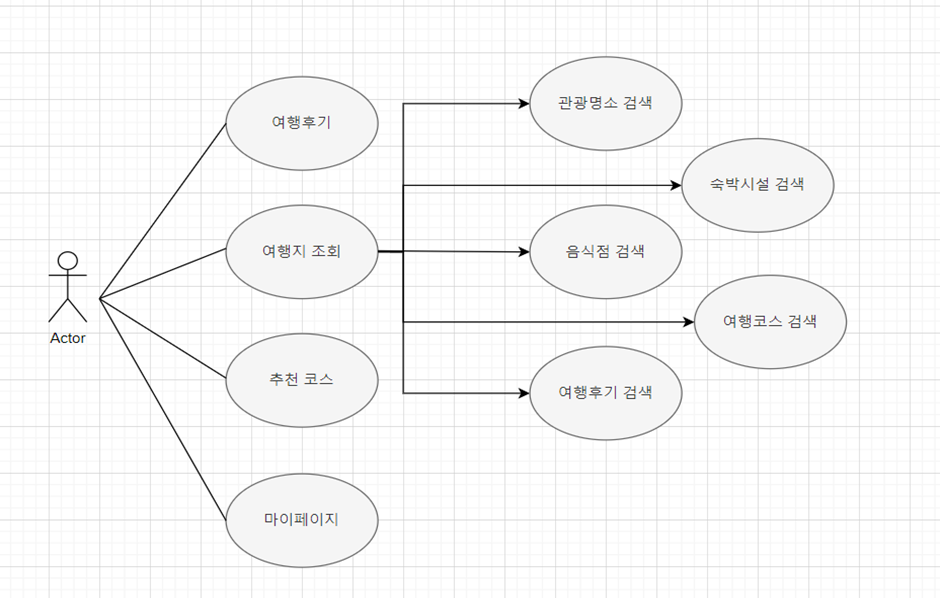 Actor
여행후기
여행지 조회
추천 코스
마이페이지
관광명소 검색
숙박시설 검색
음식점 검색
여행코스 검색
여행후기 검색